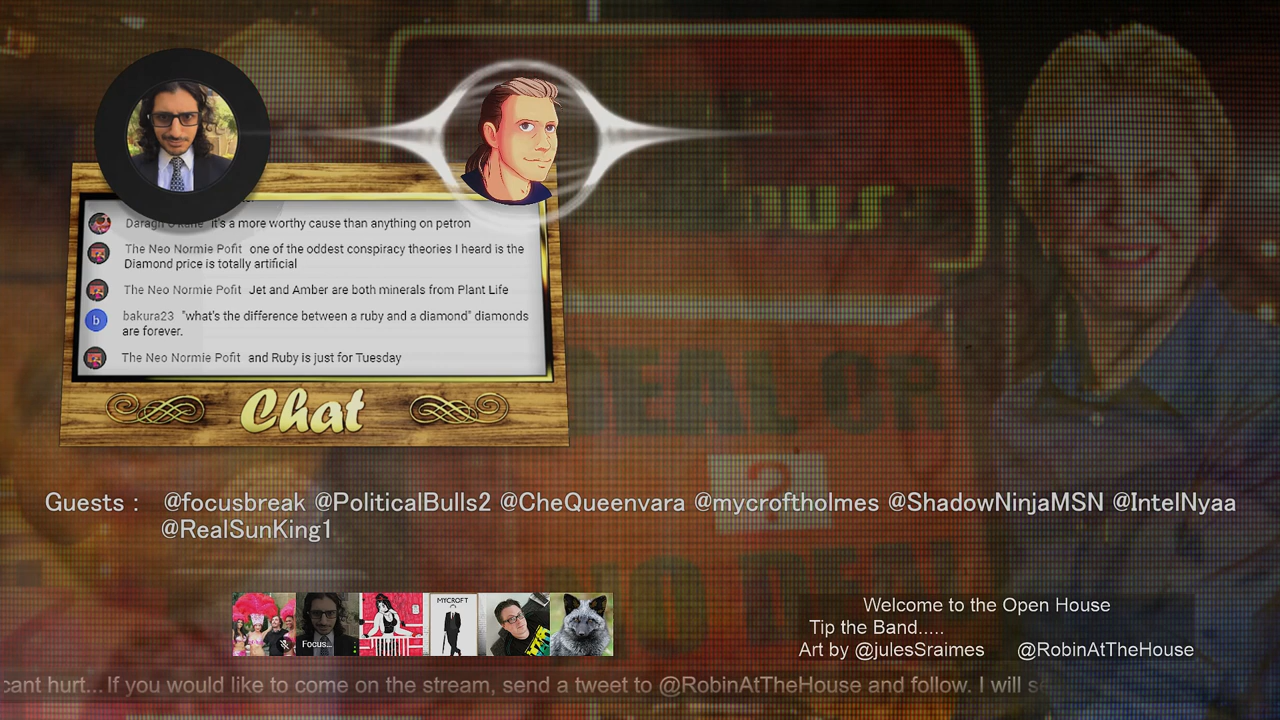 it's a more worthy cause than anything on petron
The Neo Normie Pofit one of the oddest conspiracy theories I heard is the
Diamond price is totally artificial
The Neo Normie Pofit Jet and Amber are both minerals from Plant Life
b bakura23 "what's the difference between a ruby and a diamond" diamonds
are forever.
The Neo Normie Pofit and Ruby is just for Tuesday
Chat
DEAL OR
?
NO DEAL
Guests : @focusbreak @PoliticalBulls2 @CheQueenvara @mycroftholmes @ShadowNinjaMSN @IntelNyaa
@RealSunKing1
MYCROFT
Focus...
Welcome to the Open House
Tip the Band.....
Art by @julesSraimes @RobinAtTheHouse
cant hurt... If you would like to come on the stream, send a tweet to @RobinAtTheHouse and follow. I will